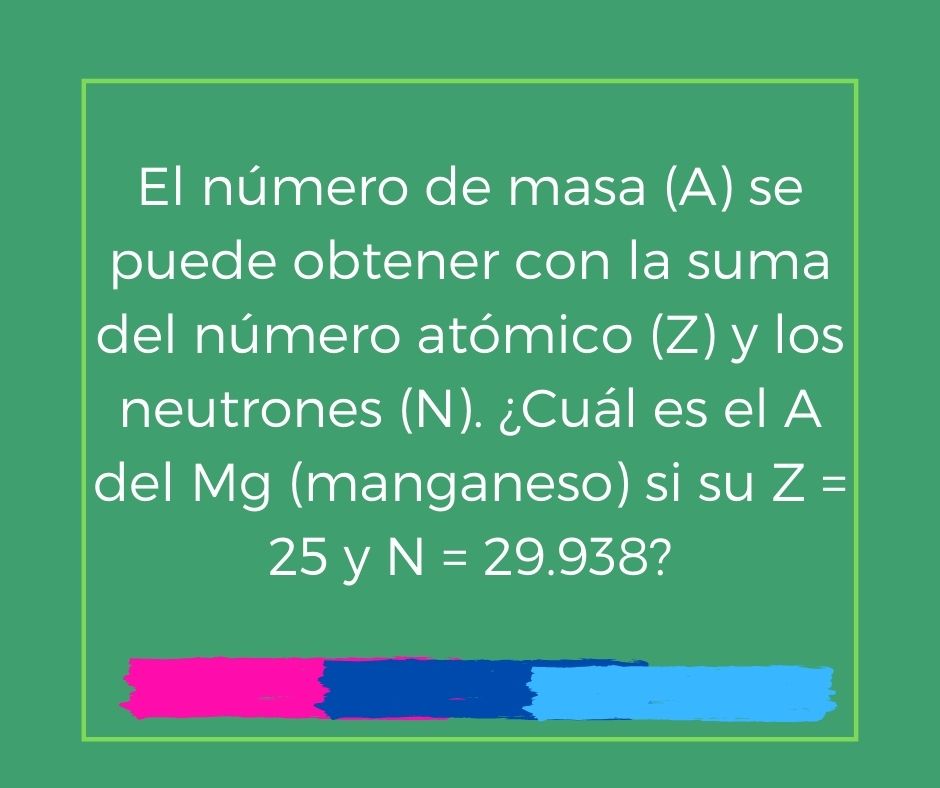 El número de masa (A) se
puede obtener con la suma
del número atómico (Z) y los
neutrones (N). ¿Cuál es el A
del Mg (manganeso) si su Z =
25 y N = 29.938?